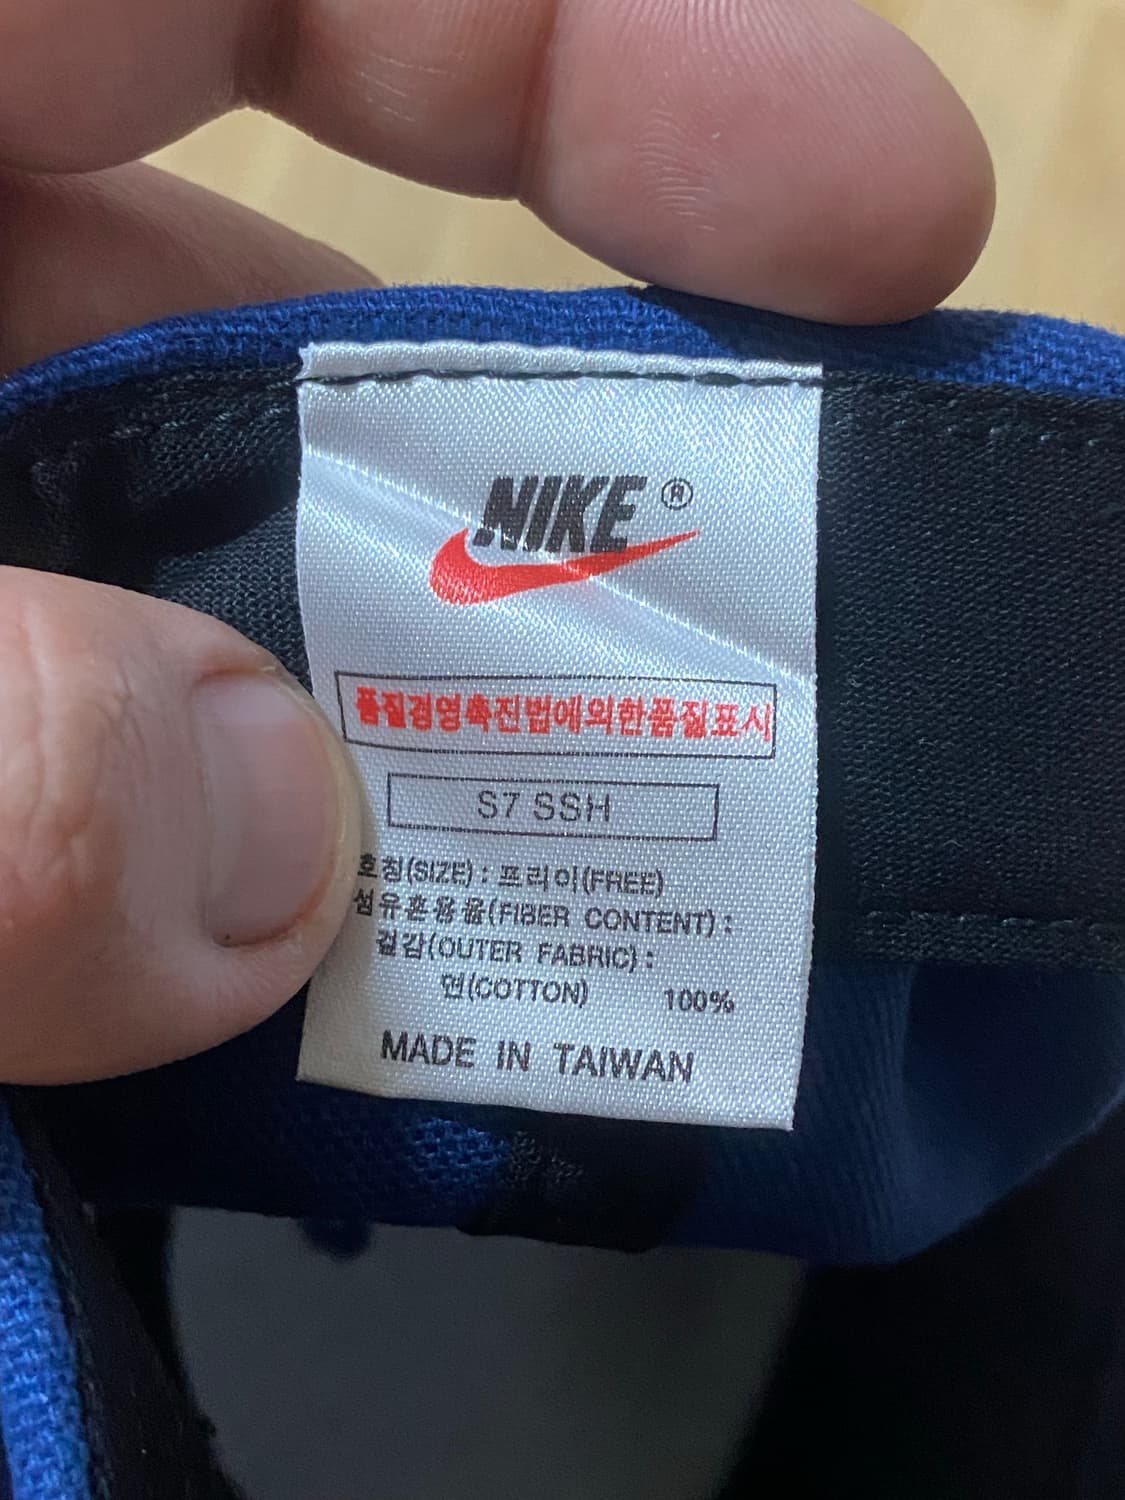 NIKE ®
품질경영촉진법에의한품질표시
S7 SSH
호칭(SIZE) : 프리이(FREE)
섬유혼용율(FIBER CONTENT) :
겉감(OUTER FABRIC) :
면(COTTON) 100%
MADE IN TAIWAN